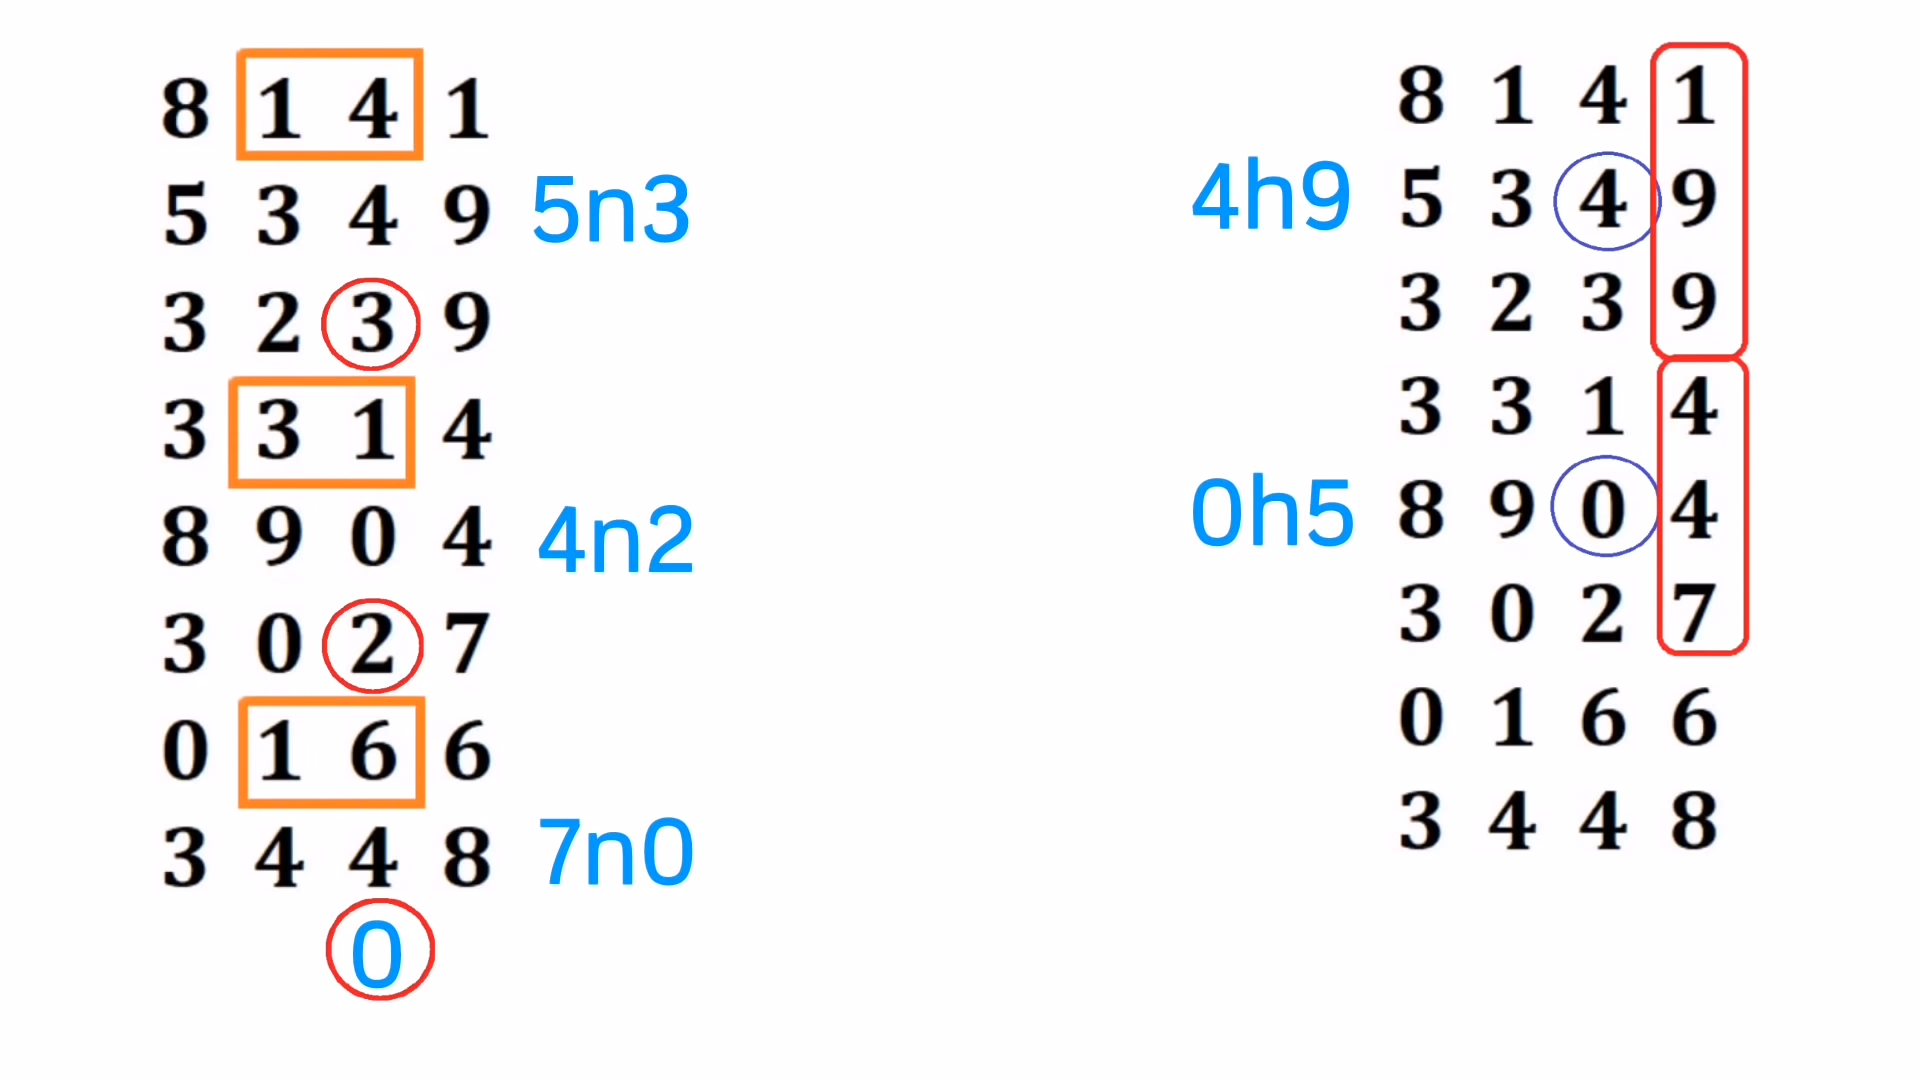 8 1 4 1
5 3 4 9 5n3
3 2 3 9
3 3 1 4
8 9 0 4 4n2
3 0 2 7
0 1 6 6
3 4 4 8 7n0
0
8 1 4 1
4h9 5 3 4 9
3 2 3 9
3 3 1 4
0h5 8 9 0 4
3 0 2 7
0 1 6 6
3 4 4 8